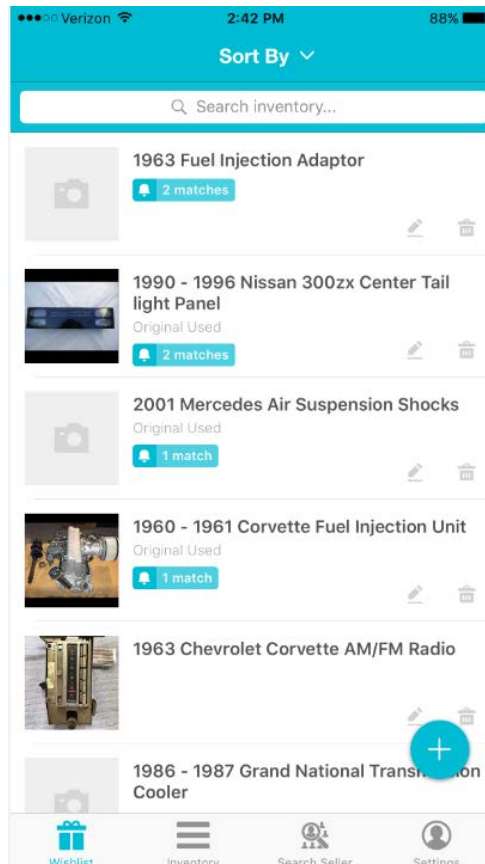 Verizon 2:42 PM 88%
Sort By
Search inventory...
1963 Fuel Injection Adaptor
2 matches
1990 - 1996 Nissan 300zx Center Tail
light Panel
Original Used
2 matches
2001 Mercedes Air Suspension Shocks
Original Used
1 match
1960 - 1961 Corvette Fuel Injection Unit
Original Used
1 match
1963 Chevrolet Corvette AM/FM Radio
1986 - 1987 Grand National
Cooler
Wishlist Inventory Search Seller Settings